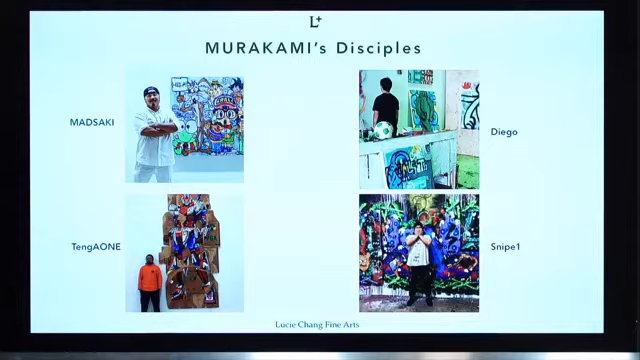 L+
MURAKAMI's Disciples
MADSAKI
Diego
TengAONE
Snipe1
Lucie Chang Fine Arts